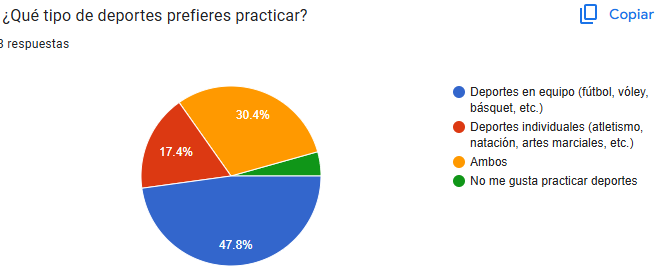 ¿Qué tipo de deportes prefieres practicar?
Copiar
3 respuestas
30.4%
17.4%
47.8%
Deportes en equipo (fútbol, vóley,
básquet, etc.)
Deportes individuales (atletismo,
natación, artes marciales, etc.)
Ambos
No me gusta practicar deportes